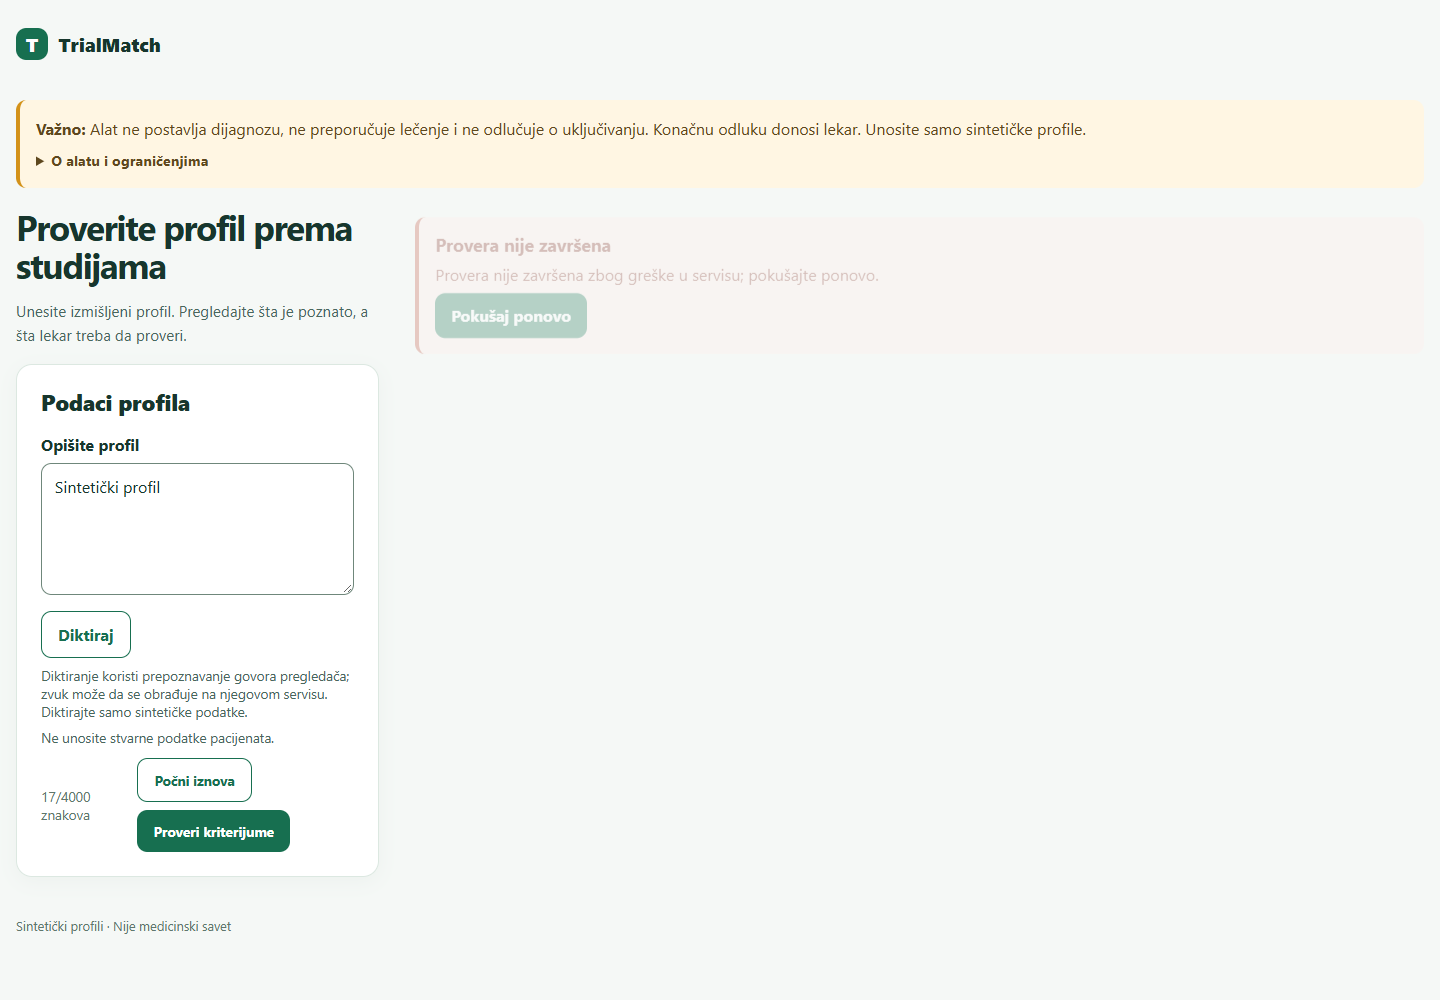 T TrialMatch
Važno: Alat ne postavlja dijagnozu, ne preporučuje lečenje i ne odlučuje o uključivanju. Konačnu odluku donosi lekar. Unosite samo sintetičke profile.
O alatu i ograničenjima
Proverite profil prema
studijama
Unesite izmišljeni profil. Pregledajte šta je poznato, a
šta lekar treba da proveri.
Podaci profila
Opišite profil
Sintetički profil
Diktiraj
Diktiranje koristi prepoznavanje govora pregledača;
zvuk može da se obrađuje na njegovom servisu.
Diktirajte samo sintetičke podatke.
Ne unosite stvarne podatke pacijenata.
17/4000
znakova
Počni iznova
Proveri kriterijume
Provera nije završena
Provera nije završena zbog greške u servisu; pokušajte ponovo.
Pokušaj ponovo
Sintetički profili · Nije medicinski savet